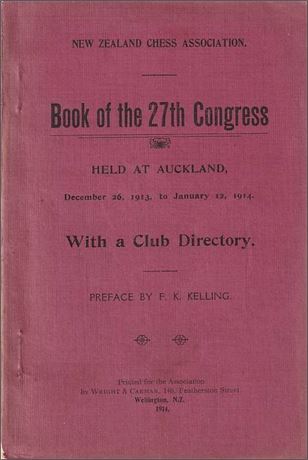 NEW ZEALAND CHESS ASSOCIATION.
Book of the 27th Congress
HELD AT AUCKLAND,
December 26, 1913, to January 12, 1914.
With a Club Directory.
PREFACE BY F. K. KELLING.
Printed for the Association
by WRIGHT & CARMAN, 146, Featherston Street
Wellington, N.Z.
1914.